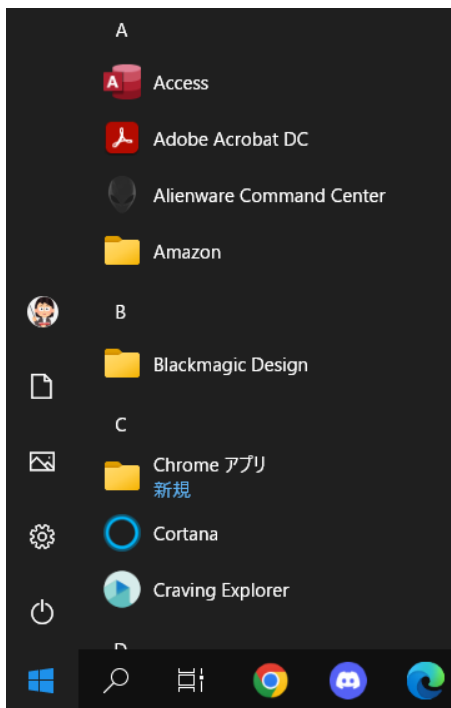 A
Access
Adobe Acrobat DC
Alienware Command Center
Amazon
B
Blackmagic Design
C
Chrome アプリ
新規
Cortana
Craving Explorer
D